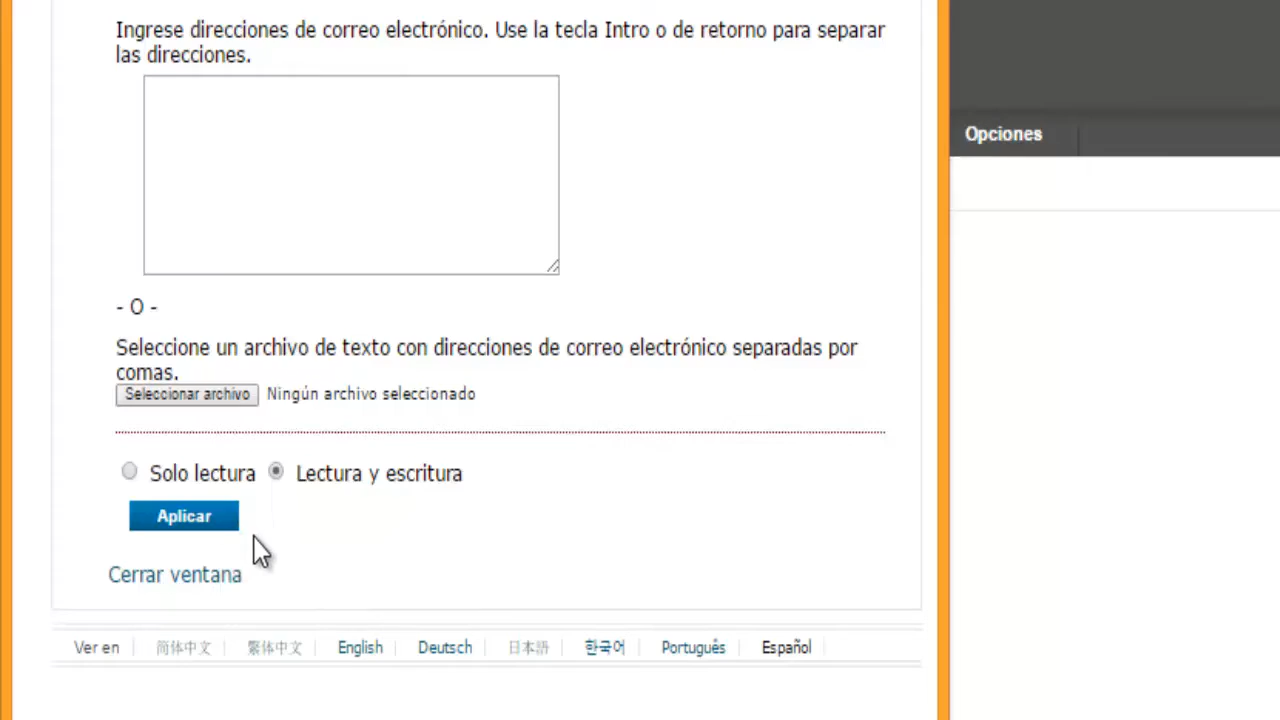 Ingrese direcciones de correo electrónico. Use la tecla Intro o de retorno para separar
las direcciones.
Opciones
- O -
Seleccione un archivo de texto con direcciones de correo electrónico separadas por
comas.
Seleccionar archivo Ningún archivo seleccionado
Solo lectura Lectura y escritura
Aplicar
Cerrar ventana
Ver en 简体中文 繁体中文 English Deutsch 日本語 한국어 Português Español